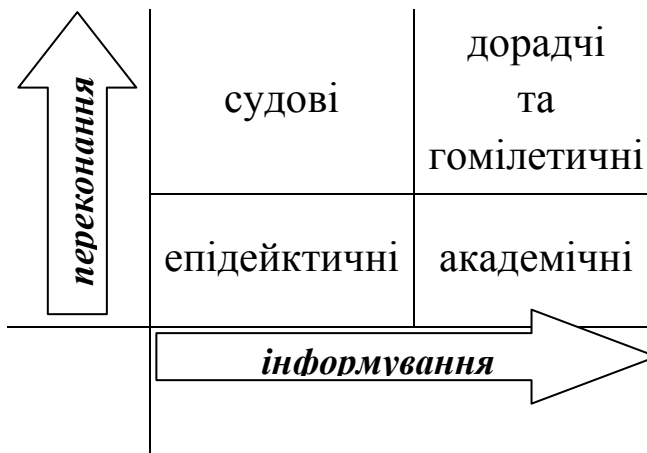 переконання
судові
дорадчі
та
гомілетичні
епідейктичні
академічні
інформування